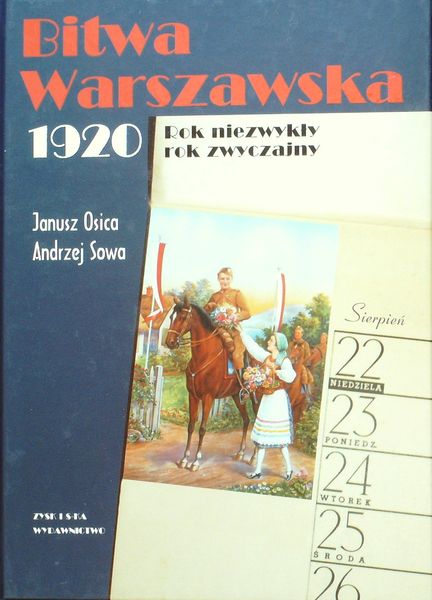 Bitwa
Warszawska
1920
Rok niezwykły
rok zwyczajny
Janusz Osica
Andrzej Sowa
Sierpień
22
NIEDZIELA
23
PONIEDZ.
24
WTOREK
25
ŚRODA
26
ZYSK I S-KA
WYDAWNICTWO